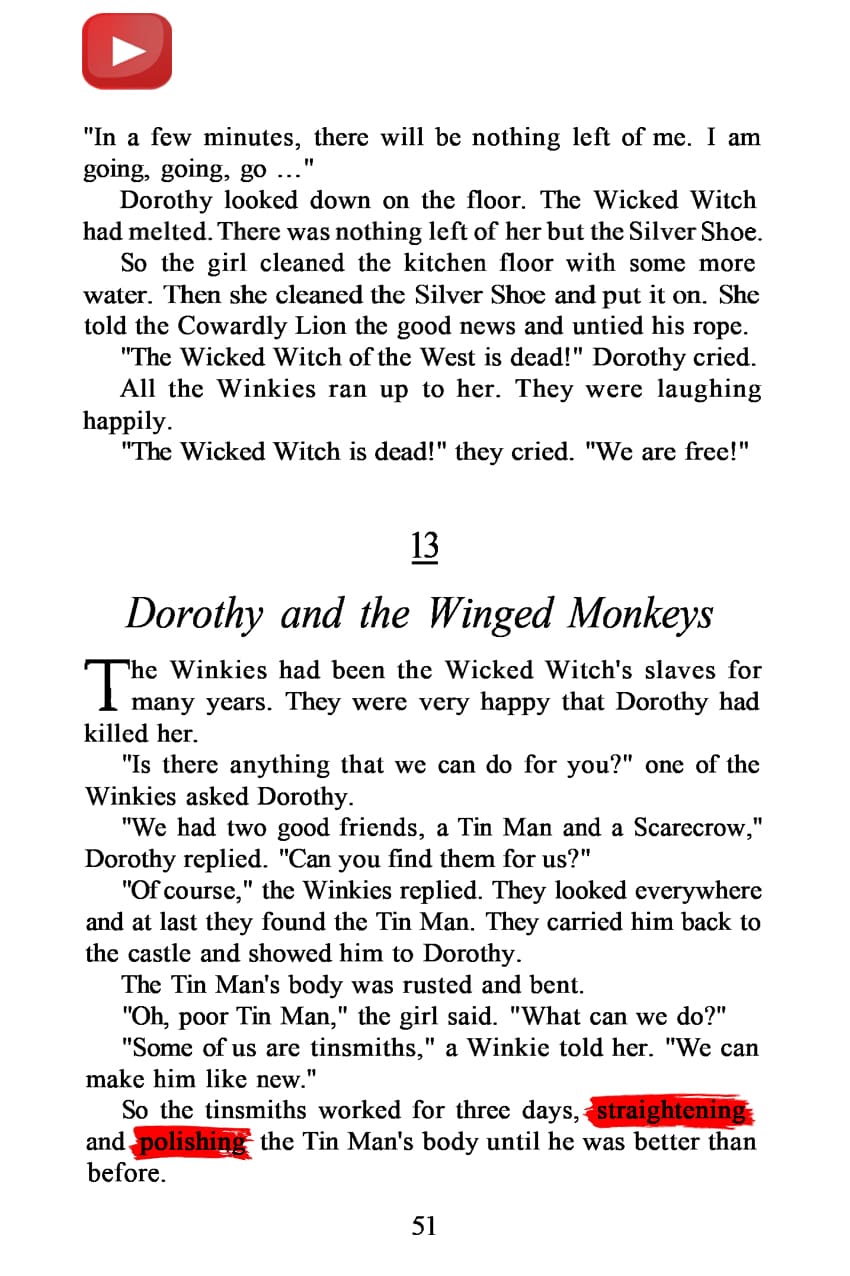 "In a few minutes, there will be nothing left of me. I am
going, going, go ..."
Dorothy looked down on the floor. The Wicked Witch
had melted. There was nothing left of her but the Silver Shoe.
So the girl cleaned the kitchen floor with some more
water. Then she cleaned the Silver Shoe and put it on. She
told the Cowardly Lion the good news and untied his rope.
"The Wicked Witch of the West is dead!" Dorothy cried.
All the Winkies ran up to her. They were laughing
happily.
"The Wicked Witch is dead!" they cried. "We are free!"
13
Dorothy and the Winged Monkeys
The Winkies had been the Wicked Witch's slaves for
many years. They were very happy that Dorothy had
killed her.
"Is there anything that we can do for you?" one of the
Winkies asked Dorothy.
"We had two good friends, a Tin Man and a Scarecrow,"
Dorothy replied. "Can you find them for us?"
"Of course," the Winkies replied. They looked everywhere
and at last they found the Tin Man. They carried him back to
the castle and showed him to Dorothy.
The Tin Man's body was rusted and bent.
"Oh, poor Tin Man," the girl said. "What can we do?"
"Some of us are tinsmiths," a Winkie told her. "We can
make him like new."
So the tinsmiths worked for three days, straightening
and polishing the Tin Man's body until he was better than
before.
51